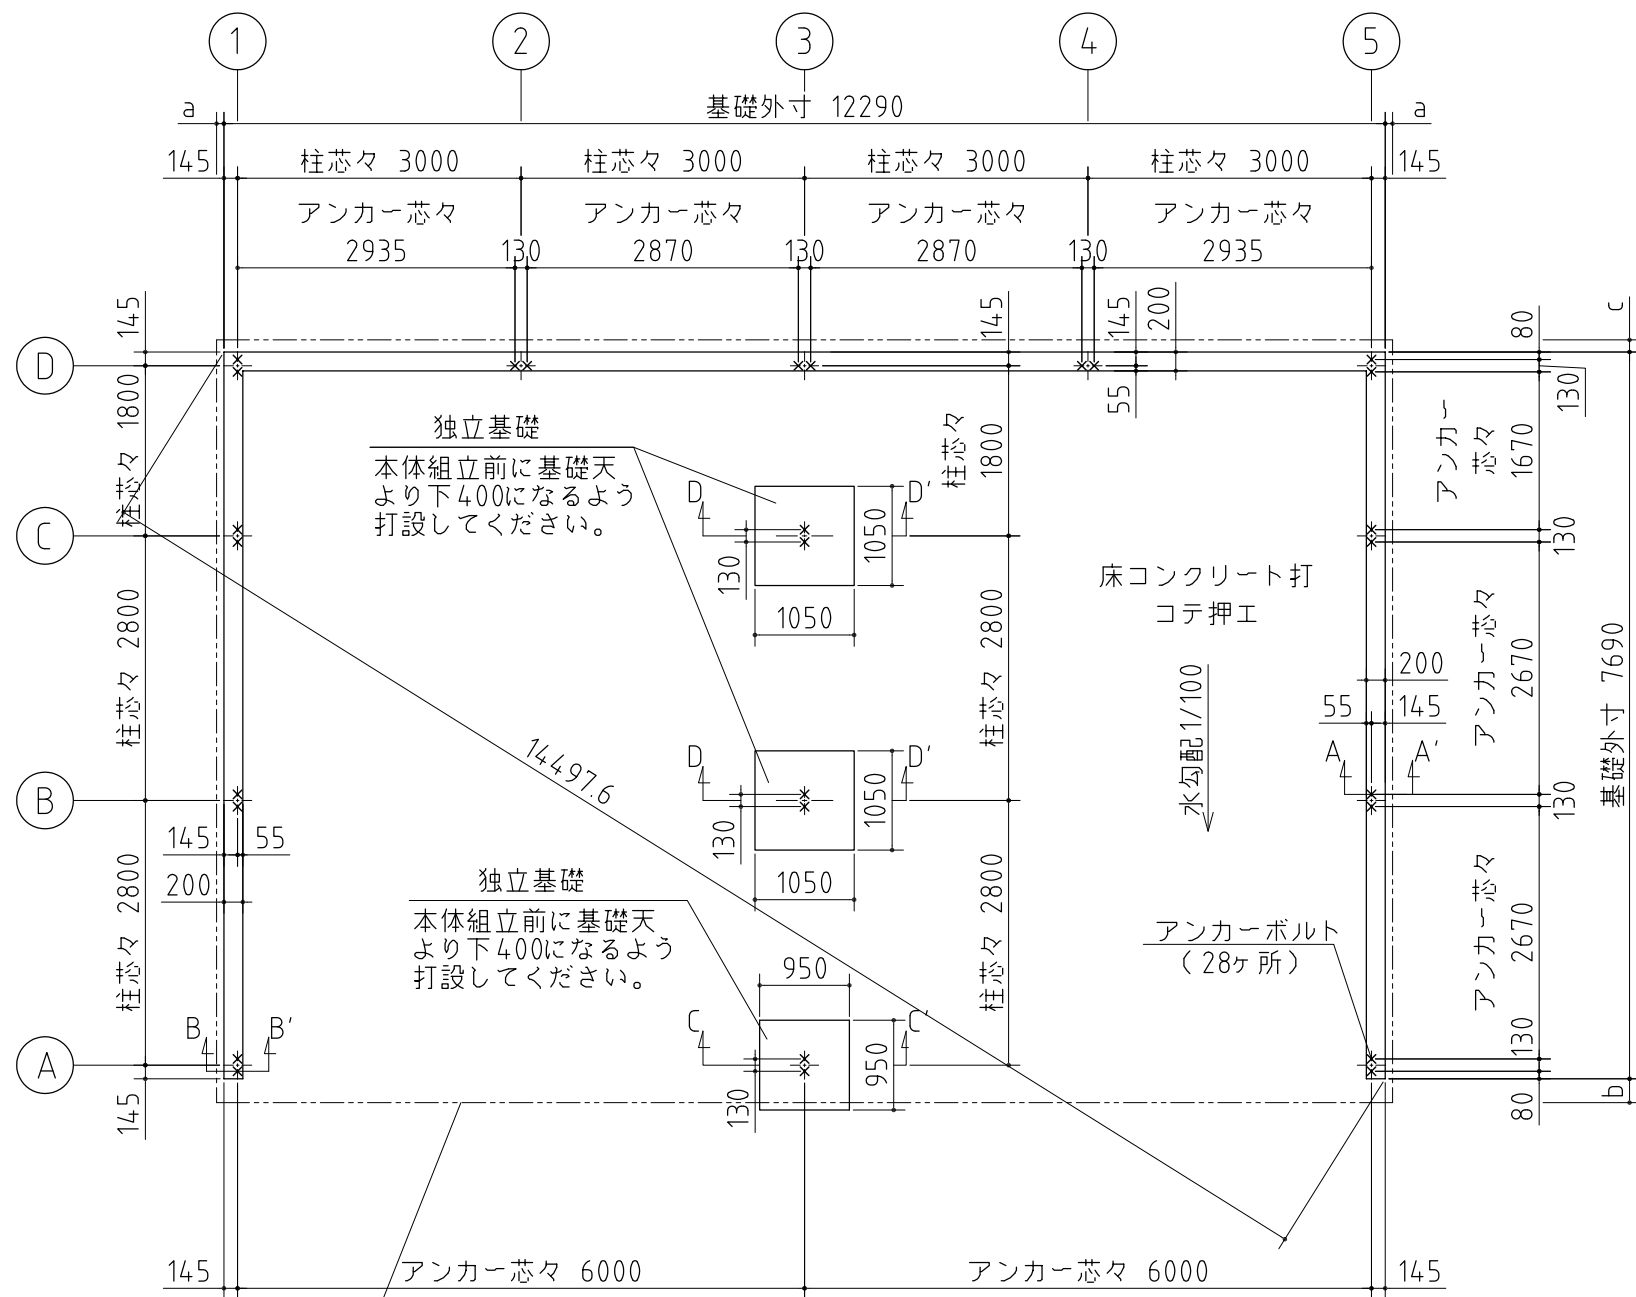 1 2 3 4 5
a 基礎外寸 12290 a
145 柱芯々 3000 柱芯々 3000 柱芯々 3000 柱芯々 3000 145
アンカー芯々 アンカー芯々 アンカー芯々 アンカー芯々
2935 130 2870 130 2870 130 2935
145 145 145 200 80 c
D
55 130
柱芯々 1800
柱芯々 1800
アンカー
芯々 1670
独立基礎
本体組立前に基礎天
より下400になるよう
打設してください。
D D'
1050
130
1050
C
130
床コンクリート打
コテ押エ
水勾配1/100
柱芯々 2800
柱芯々 2800
アンカー芯々
2670
基礎外寸 7690
200
55 145
A A'
14497.6
D D'
1050
130
1050
B
130
145 55
200
柱芯々 2800
柱芯々 2800
アンカー芯々
2670
独立基礎
本体組立前に基礎天
より下400になるよう
打設してください。
アンカーボルト
(28ヶ所)
950
C C'
950
130
B B'
A
130
145
80
b
145 アンカー芯々 6000 アンカー芯々 6000 145